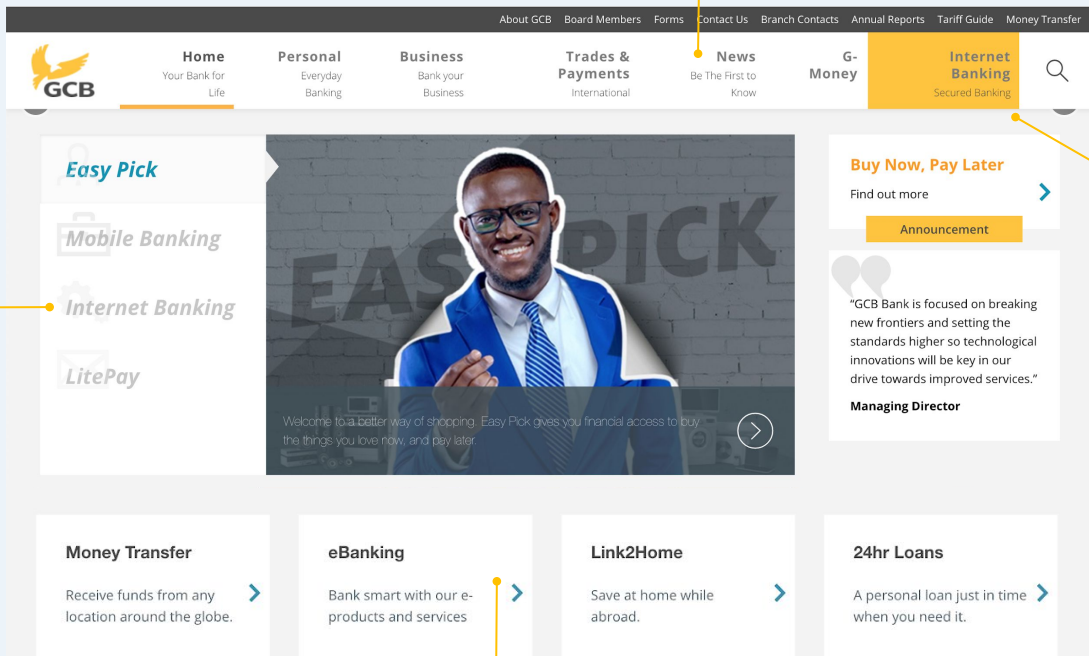 About GCB Board Members Forms Contact Us Branch Contacts Annual Reports Tariff Guide Money Transfer
GCB
Home
Your Bank for
Life
Personal
Everyday
Banking
Business
Bank your
Business
Trades &
Payments
International
News
Be The First to
Know
G-
Money
Internet
Banking
Secured Banking
Easy Pick
Mobile Banking
Internet Banking
LitePay
EASY PICK
Welcome to a better way of shopping. Easy Pick gives you financial access to buy
the things you love now, and pay later.
Buy Now, Pay Later
Find out more
Announcement
“GCB Bank is focused on breaking
new frontiers and setting the
standards higher so technological
innovations will be key in our
drive towards improved services.”
Managing Director
Money Transfer
Receive funds from any
location around the globe.
eBanking
Bank smart with our e-
products and services
Link2Home
Save at home while
abroad.
24hr Loans
A personal loan just in time
when you need it.